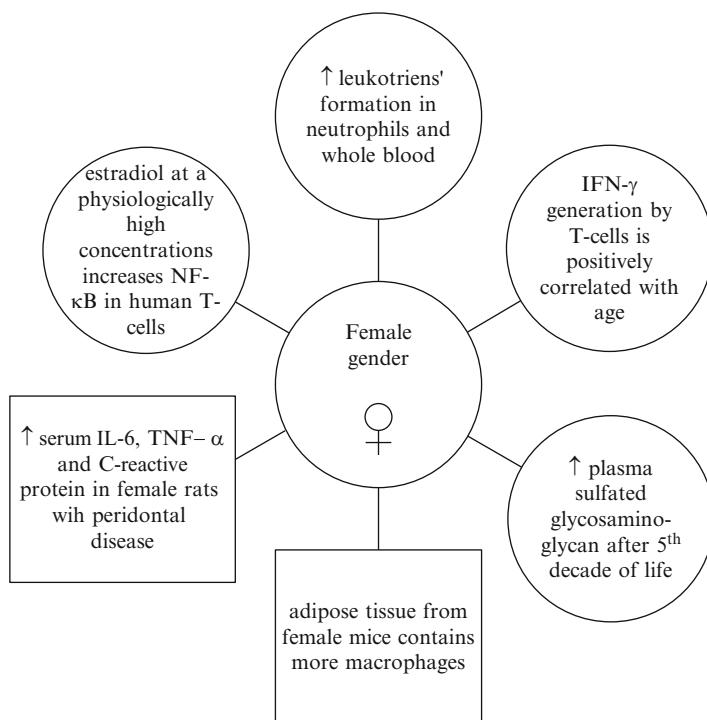 ↑ leukotriens'
formation in
neutrophils and
whole blood
estradiol at a
physiologically
high
concentrations
increases NF-
κB in human T-
cells
IFN-γ
generation by
T-cells is
positively
correlated with
age
Female
gender
↑ serum IL-6, TNF– α
and C-reactive
protein in female rats
wih peridontal
disease
↑ plasma
sulfated
glycosamino-
glycan after 5th
decade of life
adipose tissue from
female mice contains
more macrophages